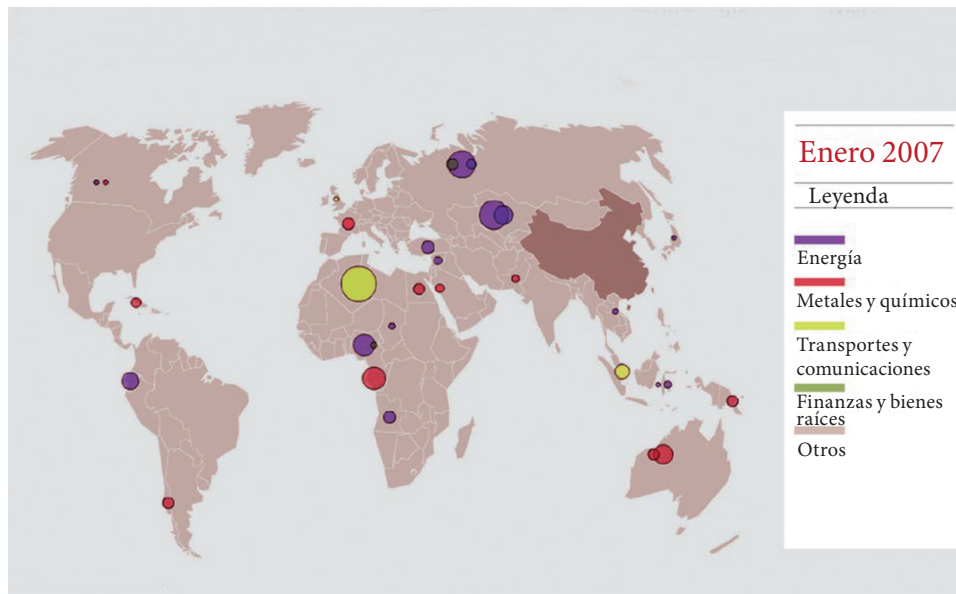 Enero 2007
Leyenda
Energía
Metales y químicos
Transportes y
comunicaciones
Finanzas y bienes
raíces
Otros